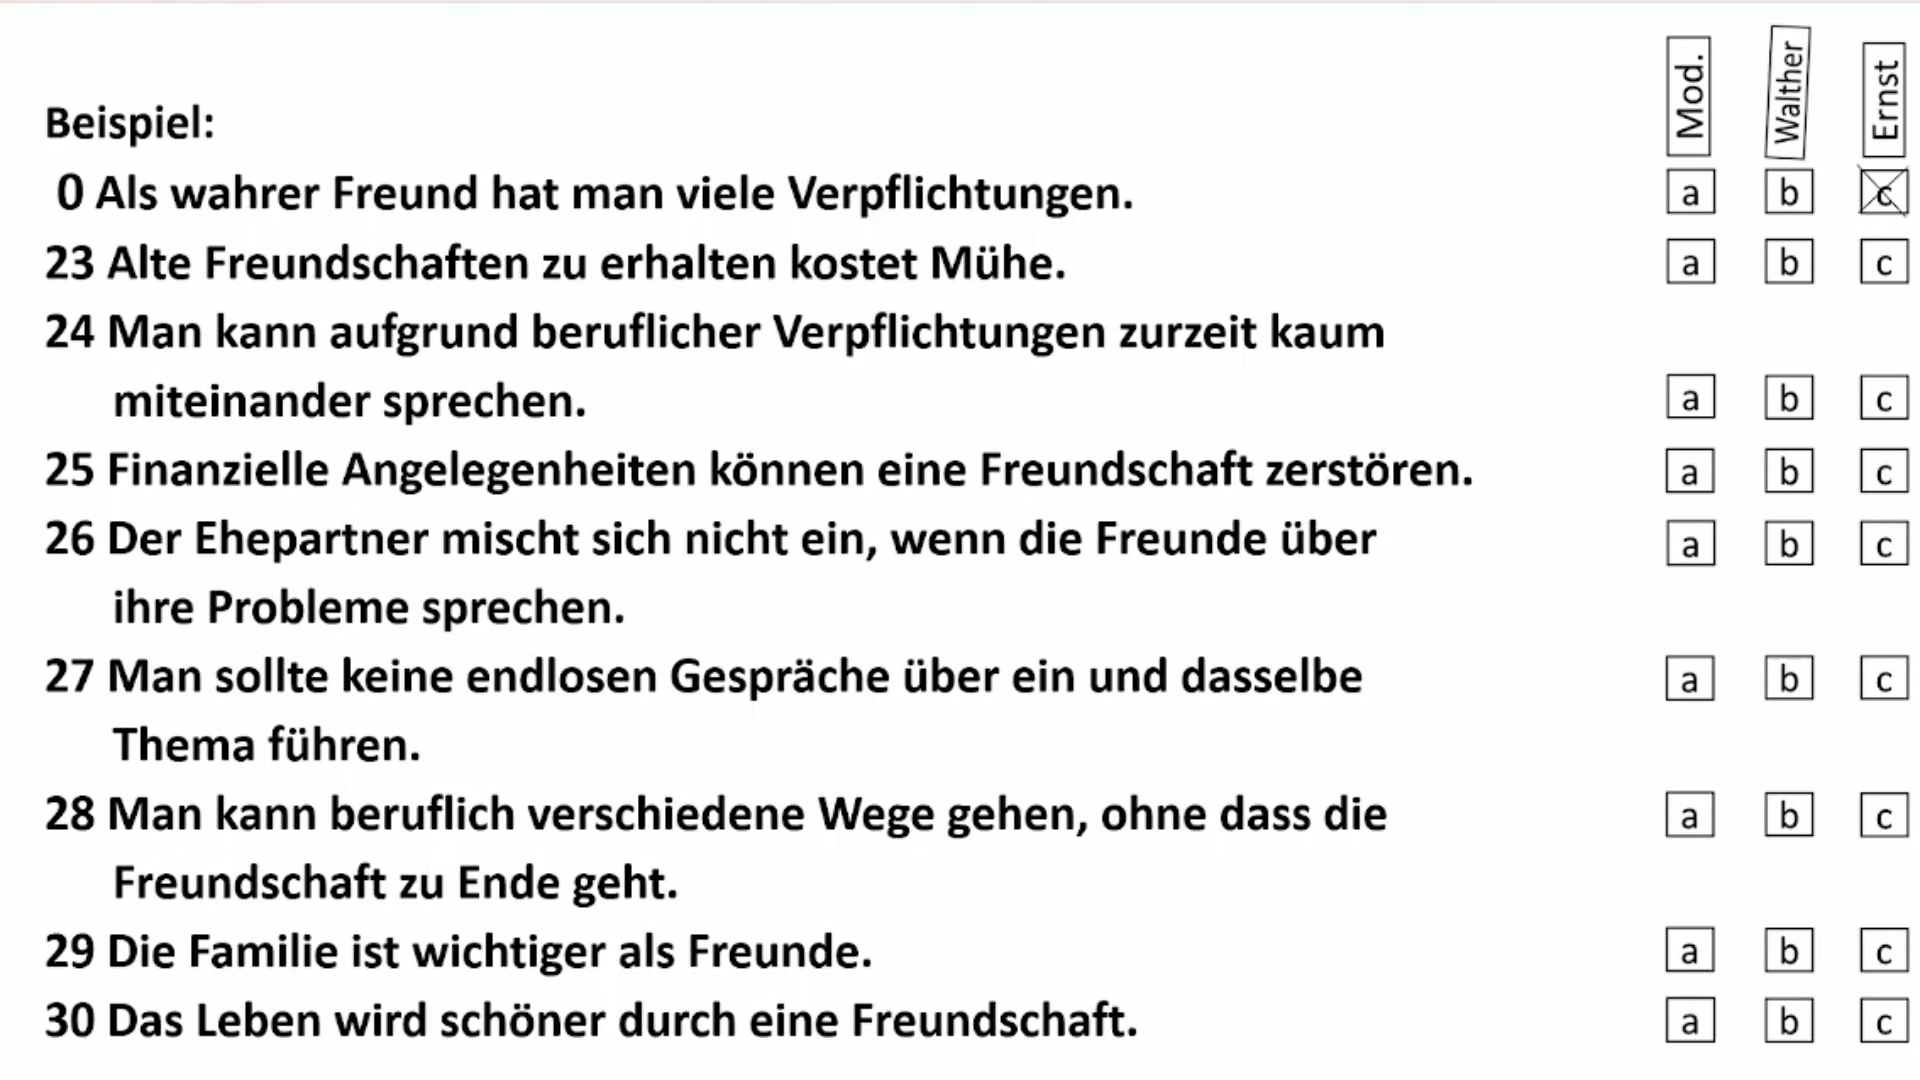 Mod. Walther Ernst
Beispiel:
0 Als wahrer Freund hat man viele Verpflichtungen. a b c
23 Alte Freundschaften zu erhalten kostet Mühe. a b c
24 Man kann aufgrund beruflicher Verpflichtungen zurzeit kaum
miteinander sprechen. a b c
25 Finanzielle Angelegenheiten können eine Freundschaft zerstören. a b c
26 Der Ehepartner mischt sich nicht ein, wenn die Freunde über a b c
ihre Probleme sprechen.
27 Man sollte keine endlosen Gespräche über ein und dasselbe a b c
Thema führen.
28 Man kann beruflich verschiedene Wege gehen, ohne dass die a b c
Freundschaft zu Ende geht.
29 Die Familie ist wichtiger als Freunde. a b c
30 Das Leben wird schöner durch eine Freundschaft. a b c